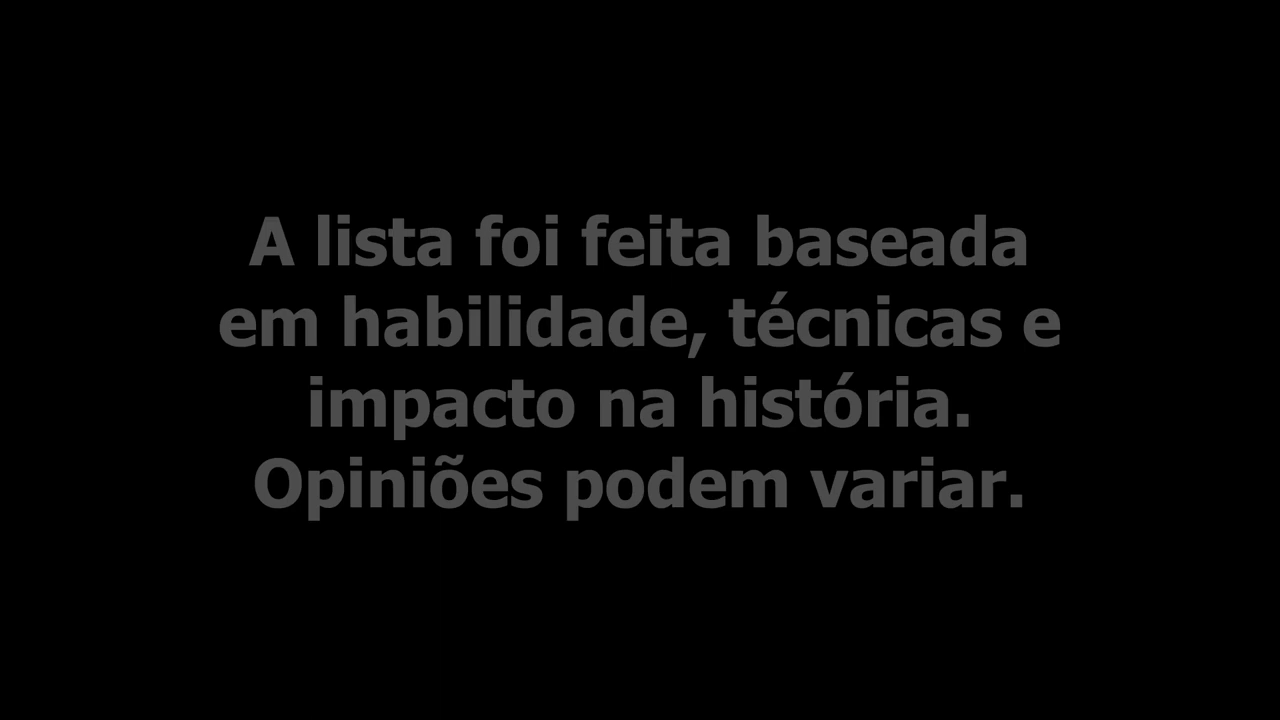 A lista foi feita baseada
em habilidade, técnicas e
impacto na história.
Opiniões podem variar.